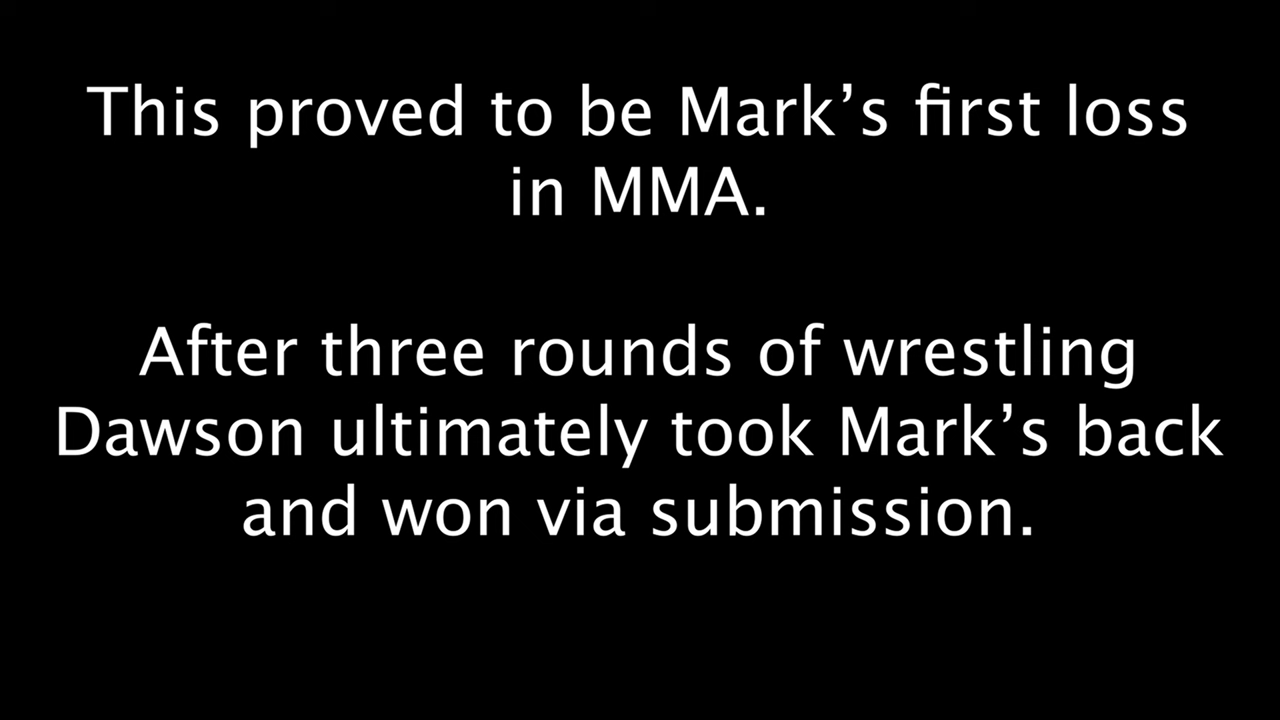 This proved to be Mark’s first loss
in MMA.
After three rounds of wrestling
Dawson ultimately took Mark’s back
and won via submission.